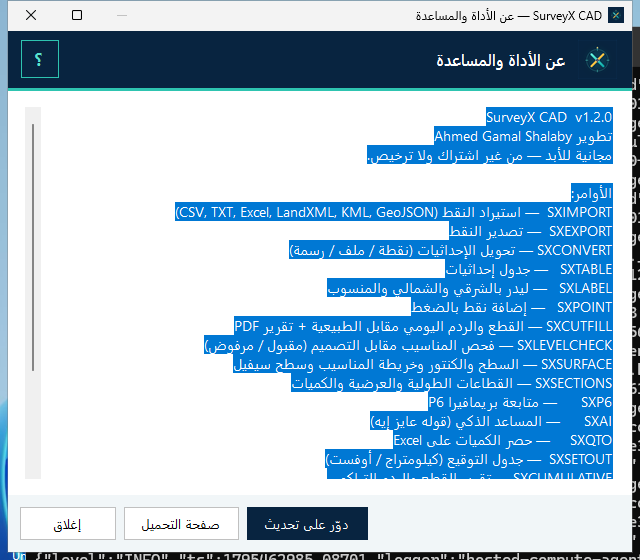 SurveyX CAD — عن الأداة والمساعدة
عن الأداة والمساعدة
؟
SurveyX CAD v1.2.0
تطوير Ahmed Gamal Shalaby
مجانية للأبد — من غير اشتراك ولا ترخيص.
الأوامر:
SXIMPORT — استيراد النقط (CSV, TXT, Excel, LandXML, KML, GeoJSON)
SXEXPORT — تصدير النقط
SXCONVERT — تحويل الإحداثيات (نقطة / ملف / رسمة)
SXTABLE — جدول إحداثيات
SXLABEL — ليدر بالشرقي والشمالي والمنسوب
SXPOINT — إضافة نقط بالضغط
SXCUTFILL — القطع والردم اليومي مقابل الطبيعية + تقرير PDF
SXLEVELCHECK — فحص المناسيب مقابل التصميم (مقبول / مرفوض)
SXSURFACE — السطح والكنتور وخريطة المناسيب وسطح سيفيل
SXSECTIONS — القطاعات الطولية والعرضية والكميات
SXP6 — متابعة بريمافيرا P6
SXAI — المساعد الذكي (قوله عايز إيه)
SXQTO — حصر الكميات على Excel
SXSETOUT — جدول التوقيع (كيلومتراج / أوفست)
SXCUMULATIVE —
دوّر على تحديث
صفحة التحميل
إغلاق